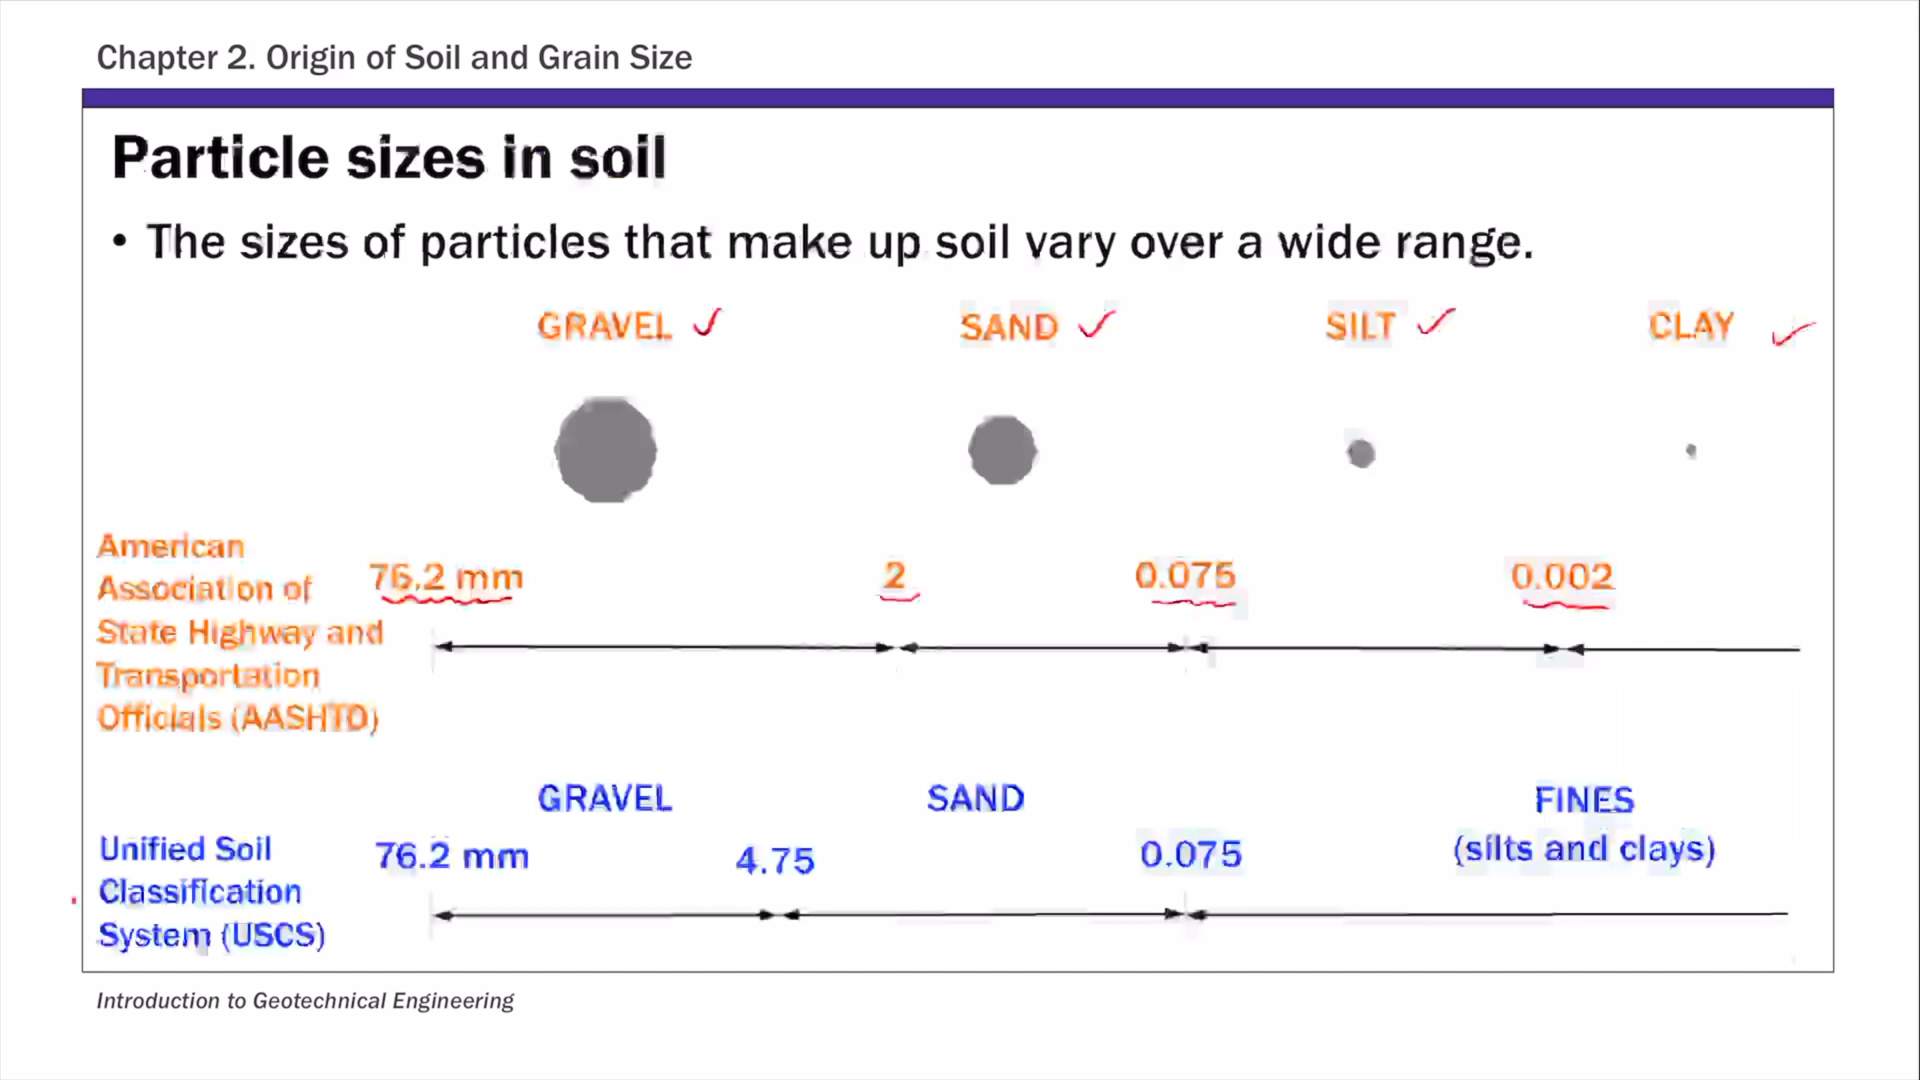 Chapter 2. Origin of Soil and Grain Size
Particle sizes in soil
• The sizes of particles that make up soil vary over a wide range.
GRAVEL SAND SILT CLAY
American
Association of
State Highway and
Transportation
Officials (AASHTO)
76.2 mm 2 0.075 0.002
GRAVEL SAND FINES
(silts and clays)
Unified Soil
Classification
System (USCS)
76.2 mm 4.75 0.075
Introduction to Geotechnical Engineering